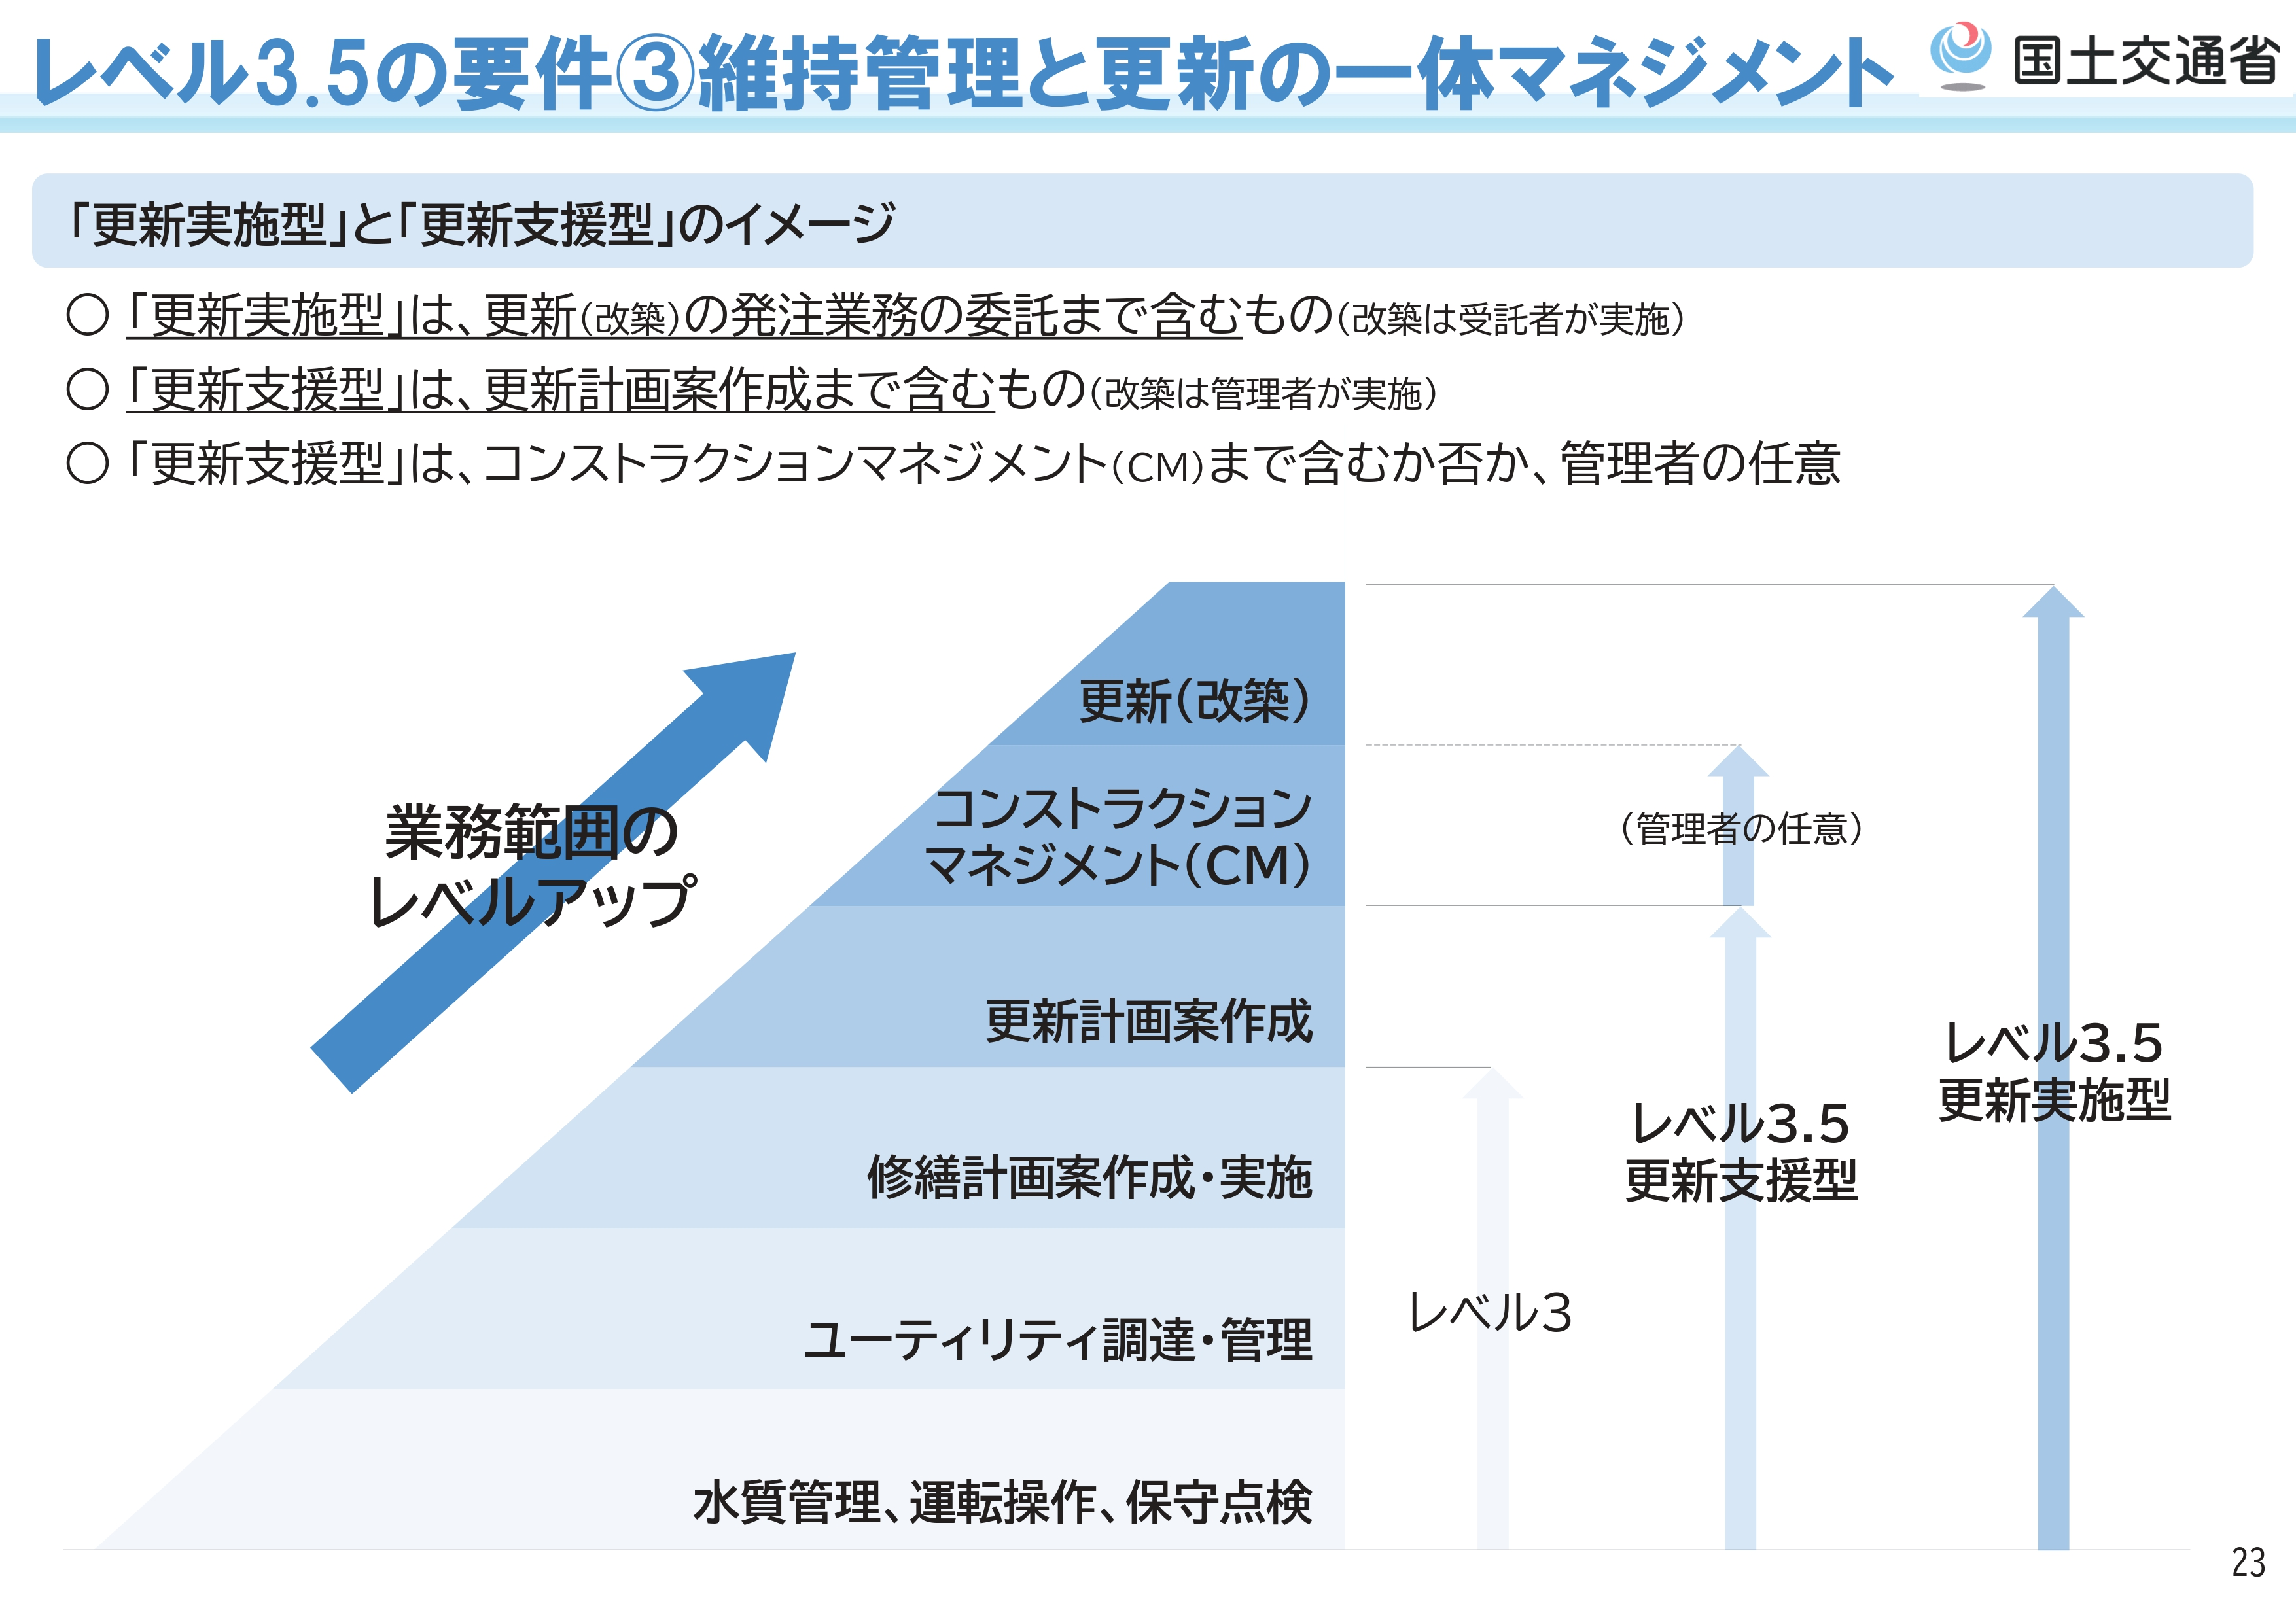 レベル3.5の要件③維持管理と更新の一体マネジメント
国土交通省
「更新実施型」と「更新支援型」のイメージ
○ 「更新実施型」は、更新（改築）の発注業務の委託まで含むもの（改築は受託者が実施）
○ 「更新支援型」は、更新計画案作成まで含むもの（改築は管理者が実施）
○ 「更新支援型」は、コンストラクションマネジメント（CM）まで含むか否か、管理者の任意
業務範囲の
レベルアップ
更新（改築）
コンストラクション
マネジメント（CM）
更新計画案作成
修繕計画案作成・実施
ユーティリティ調達・管理
水質管理、運転操作、保守点検
レベル3
（管理者の任意）
レベル3.5
更新支援型
レベル3.5
更新実施型
23